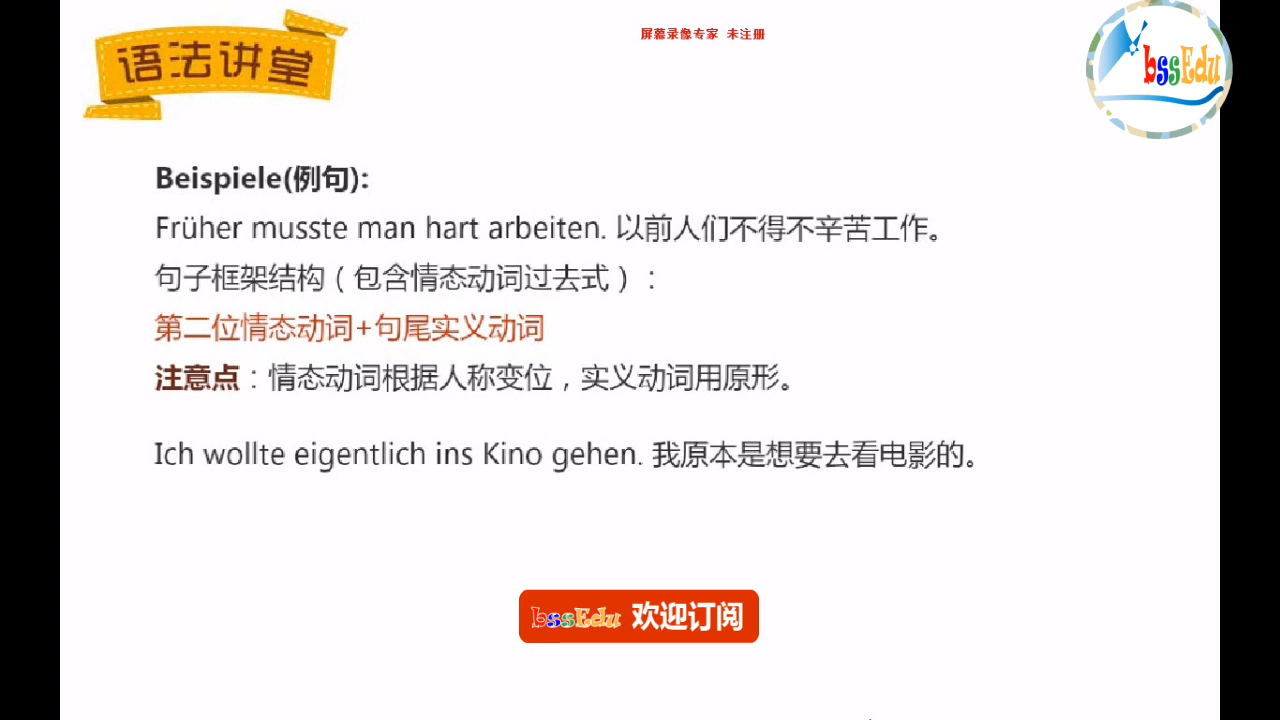 语法讲堂
屏幕录像专家 未注册
bssEdu
Beispiele(例句):
Früher musste man hart arbeiten. 以前人们不得不辛苦工作。
句子框架结构（包含情态动词过去式）：
第二位情态动词+句尾实义动词
注意点：情态动词根据人称变位，实义动词用原形。
Ich wollte eigentlich ins Kino gehen. 我原本是想要去看电影的。
bssEdu 欢迎订阅